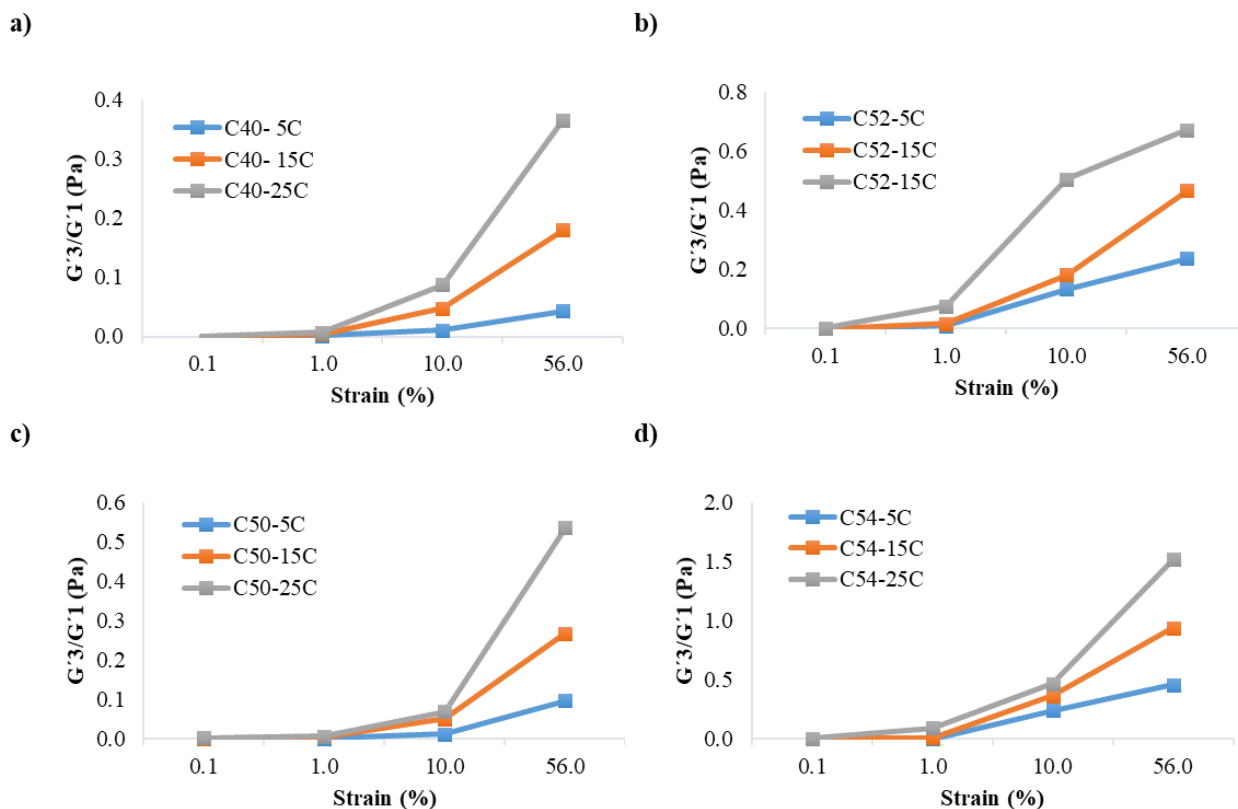 a)
G´3/G´1 (Pa)
0.4
0.3
0.2
0.1
0.0
C40- 5C
C40- 15C
C40-25C
0.1 1.0 10.0 56.0
Strain (%)
b)
G´3/G´1 (Pa)
0.8
0.6
0.4
0.2
0.0
C52-5C
C52-15C
C52-15C
0.1 1.0 10.0 56.0
Strain (%)
c)
G´3/G´1 (Pa)
0.6
0.5
0.4
0.3
0.2
0.1
0.0
C50-5C
C50-15C
C50-25C
0.1 1.0 10.0 56.0
Strain (%)
d)
G´3/G´1 (Pa)
2.0
1.5
1.0
0.5
0.0
C54-5C
C54-15C
C54-25C
0.1 1.0 10.0 56.0
Strain (%)